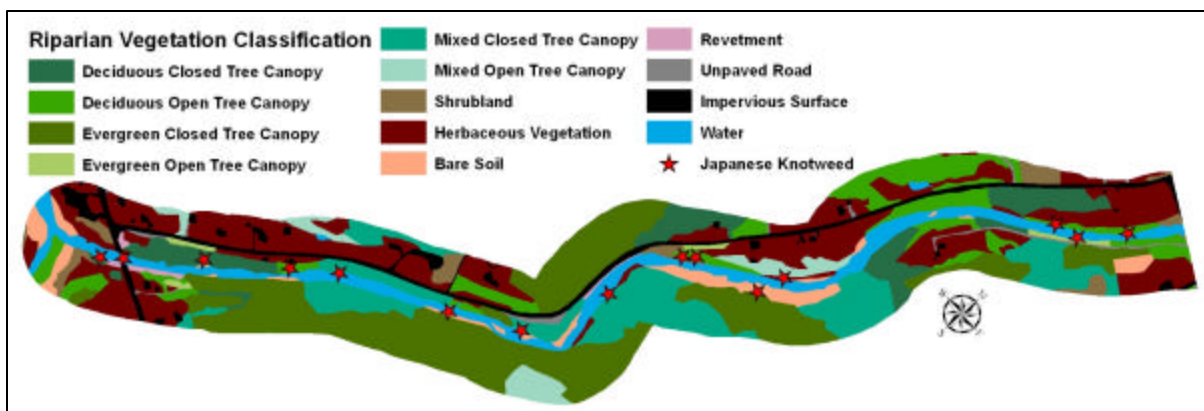 Riparian Vegetation Classification
Deciduous Closed Tree Canopy
Deciduous Open Tree Canopy
Evergreen Closed Tree Canopy
Evergreen Open Tree Canopy
Mixed Closed Tree Canopy
Mixed Open Tree Canopy
Shrubland
Herbaceous Vegetation
Bare Soil
Revetment
Unpaved Road
Impervious Surface
Water
Japanese Knotweed